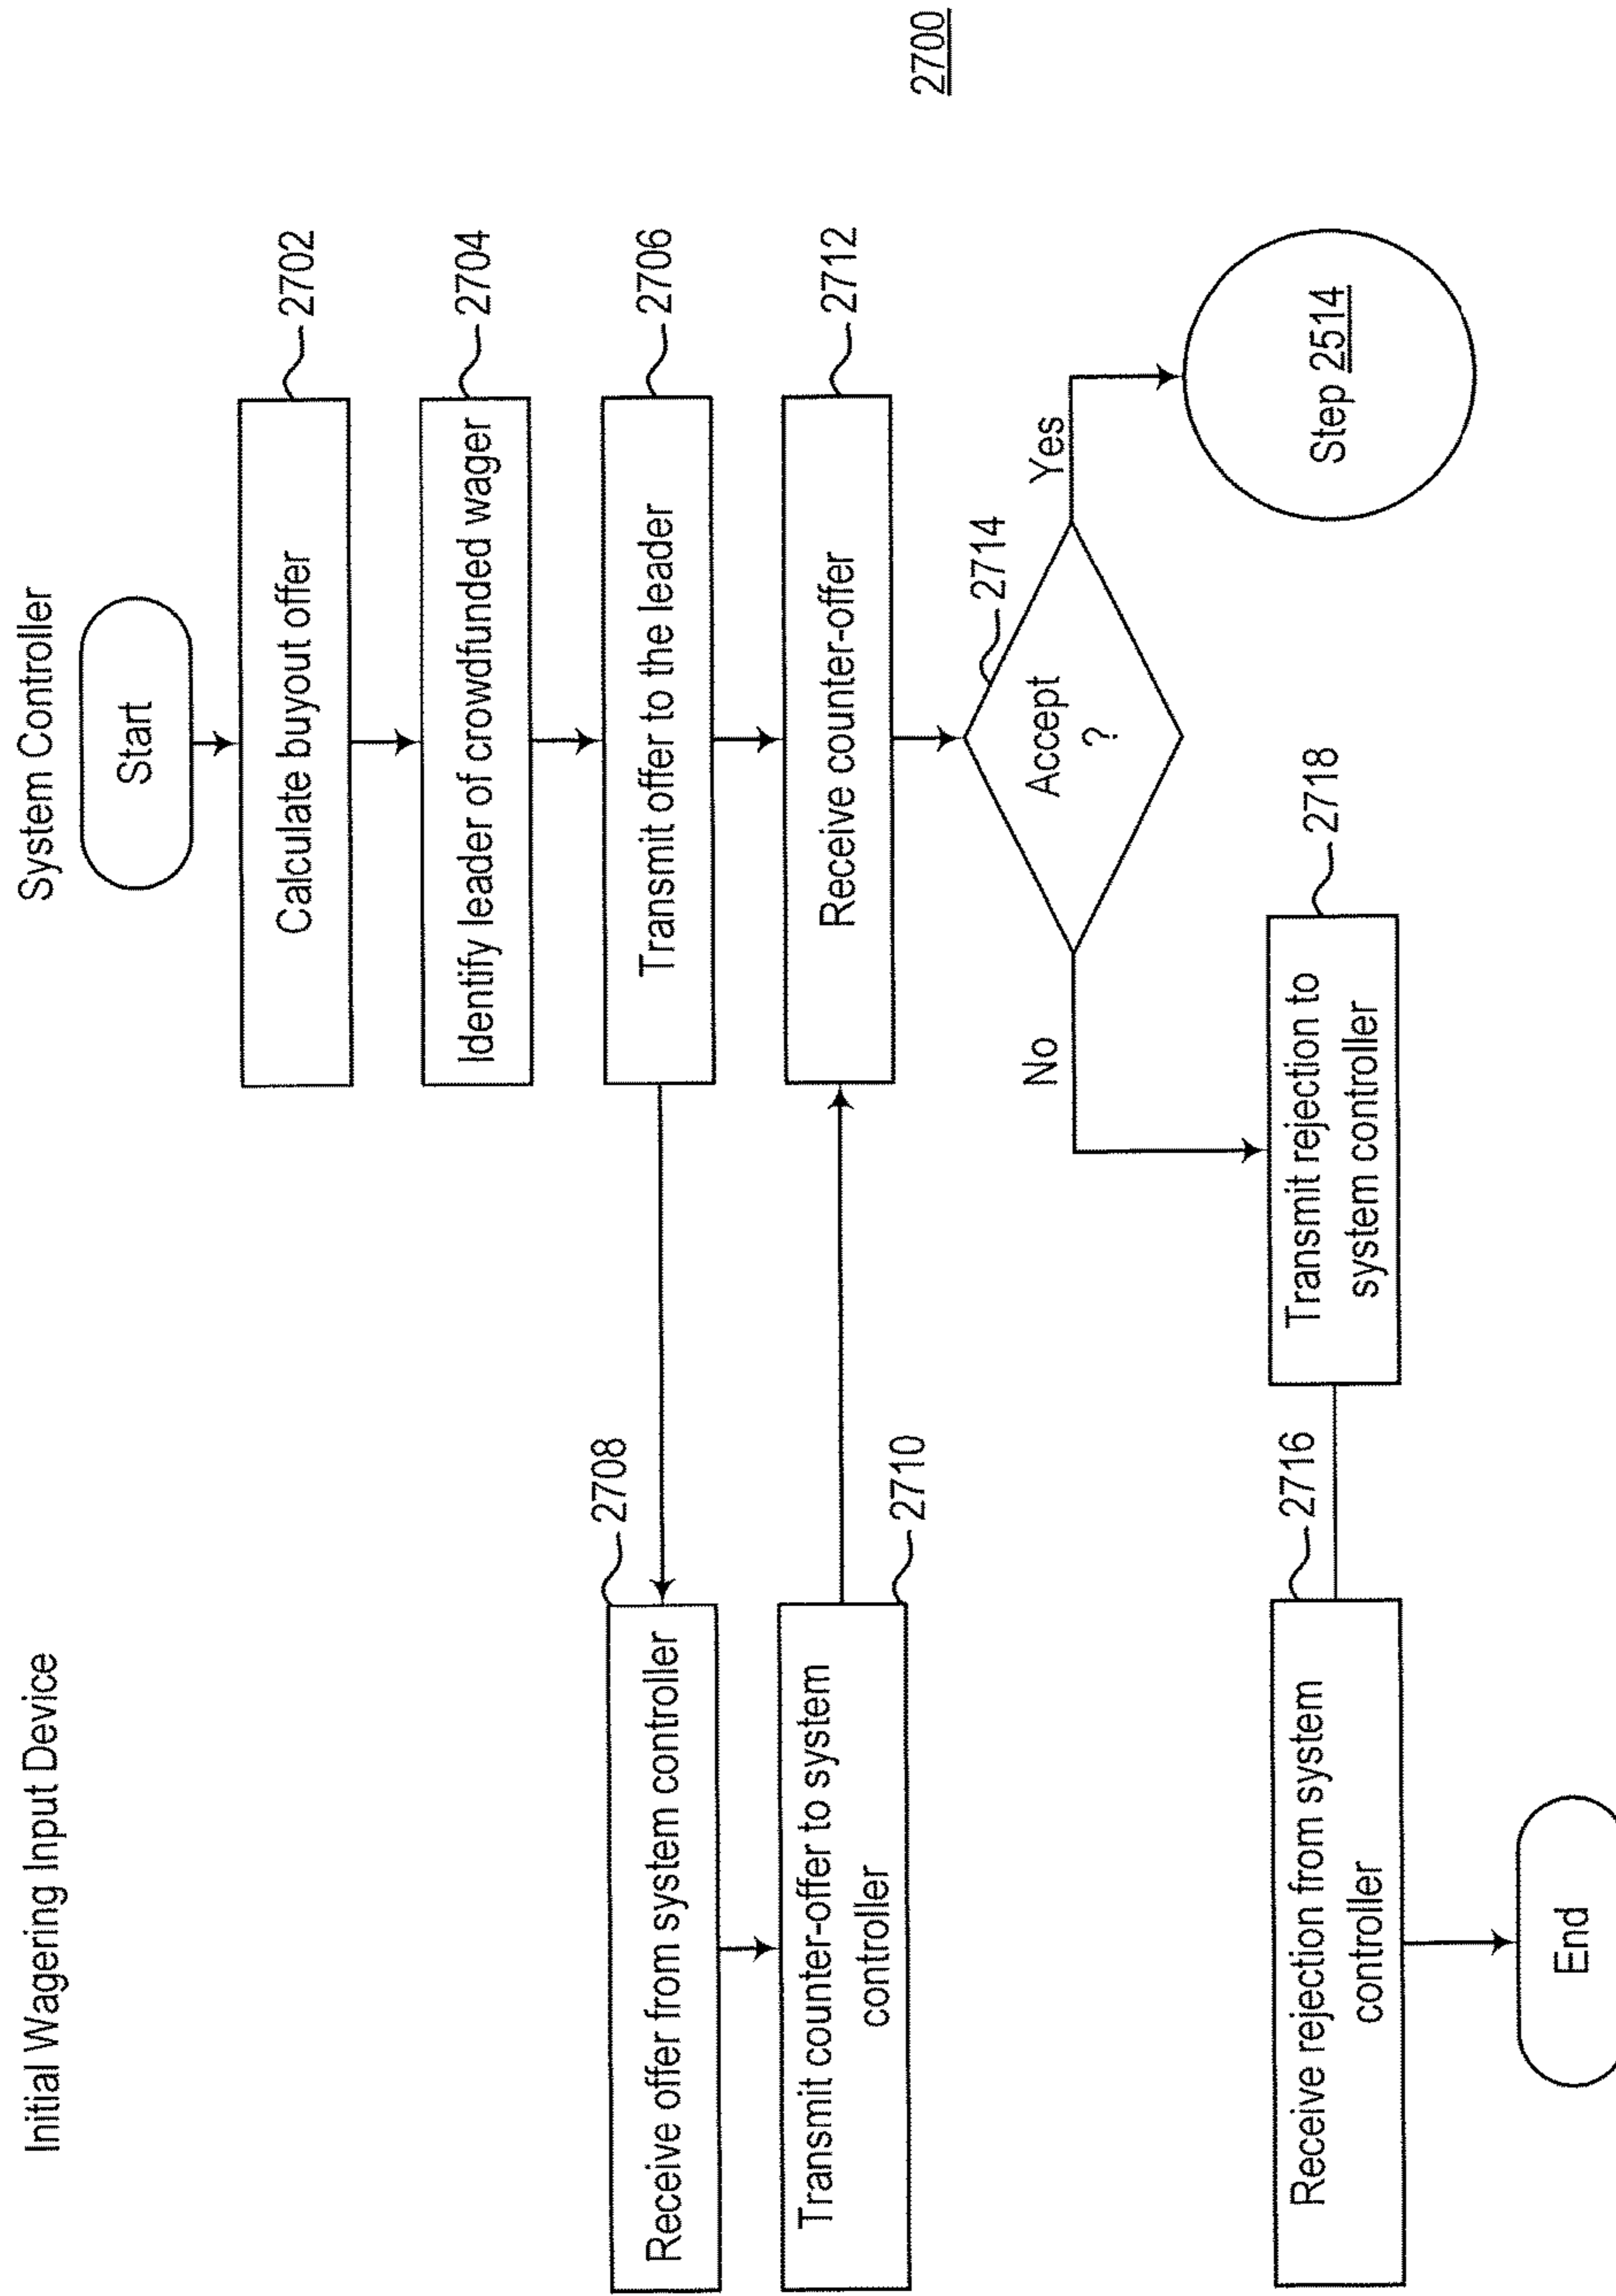 Initial Wagering Input Device
System Controller
Start
Calculate buyout offer
2702
Identify leader of crowdfunded wager
2704
Transmit offer to the leader
2706
2708
Receive offer from system controller
Transmit counter-offer to system
controller
2710
Receive counter-offer
2712
2700
Accept
?
2714
Yes
No
Step 2514
Transmit rejection to
system controller
2718
2716
Receive rejection from system
controller
End